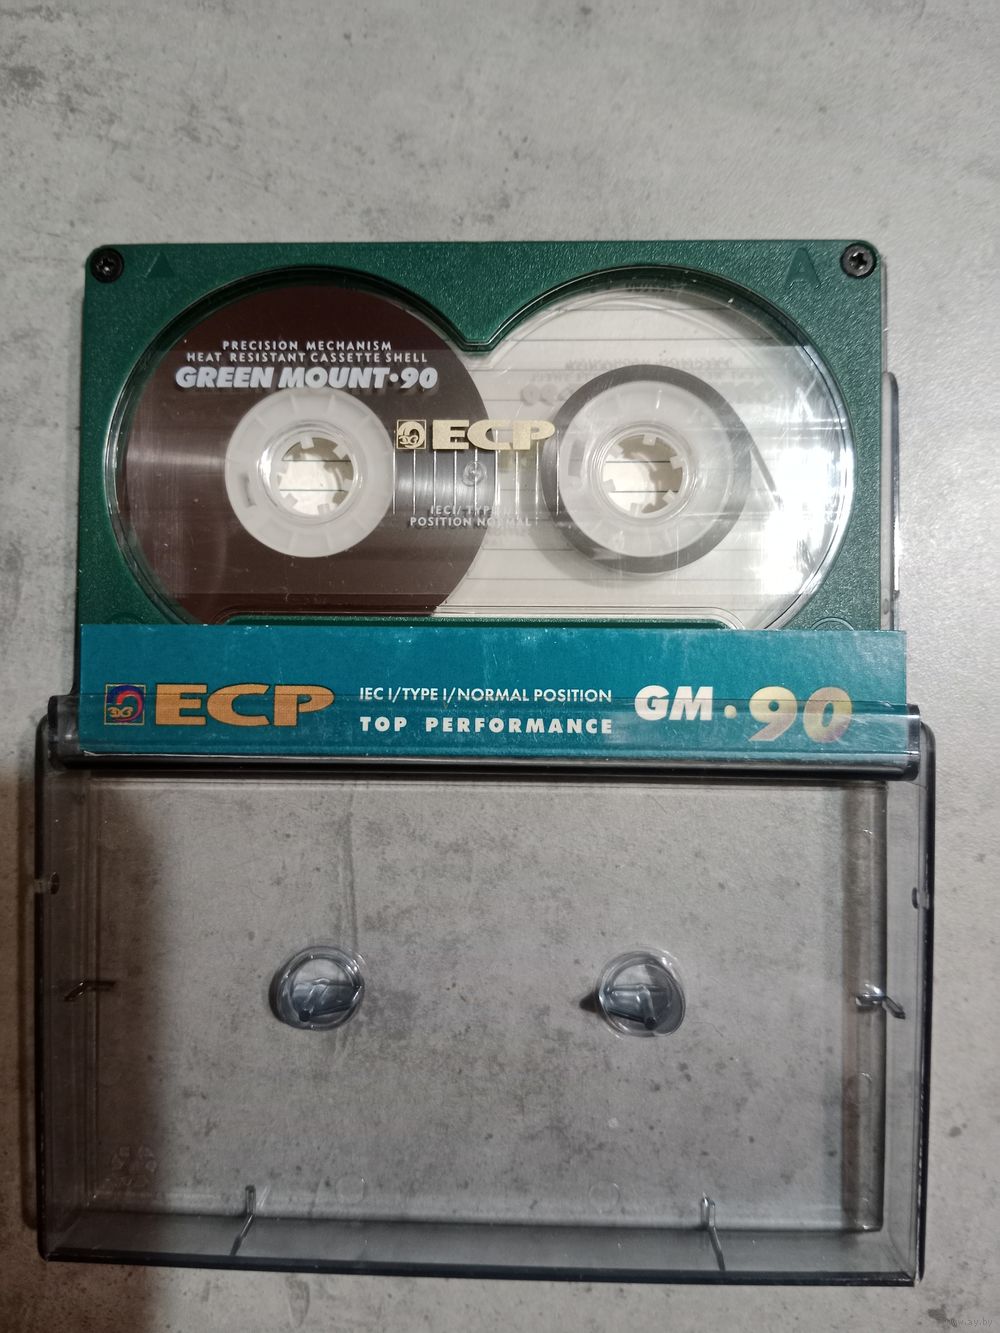 A A
PRECISION MECHANISM
HEAT RESISTANT CASSETTE SHELL
GREEN MOUNT·90
ECP
IECI/TYPE I
POSITION NORMAL
ECP
IEC I/TYPE I/NORMAL POSITION
TOP PERFORMANCE
GM·90